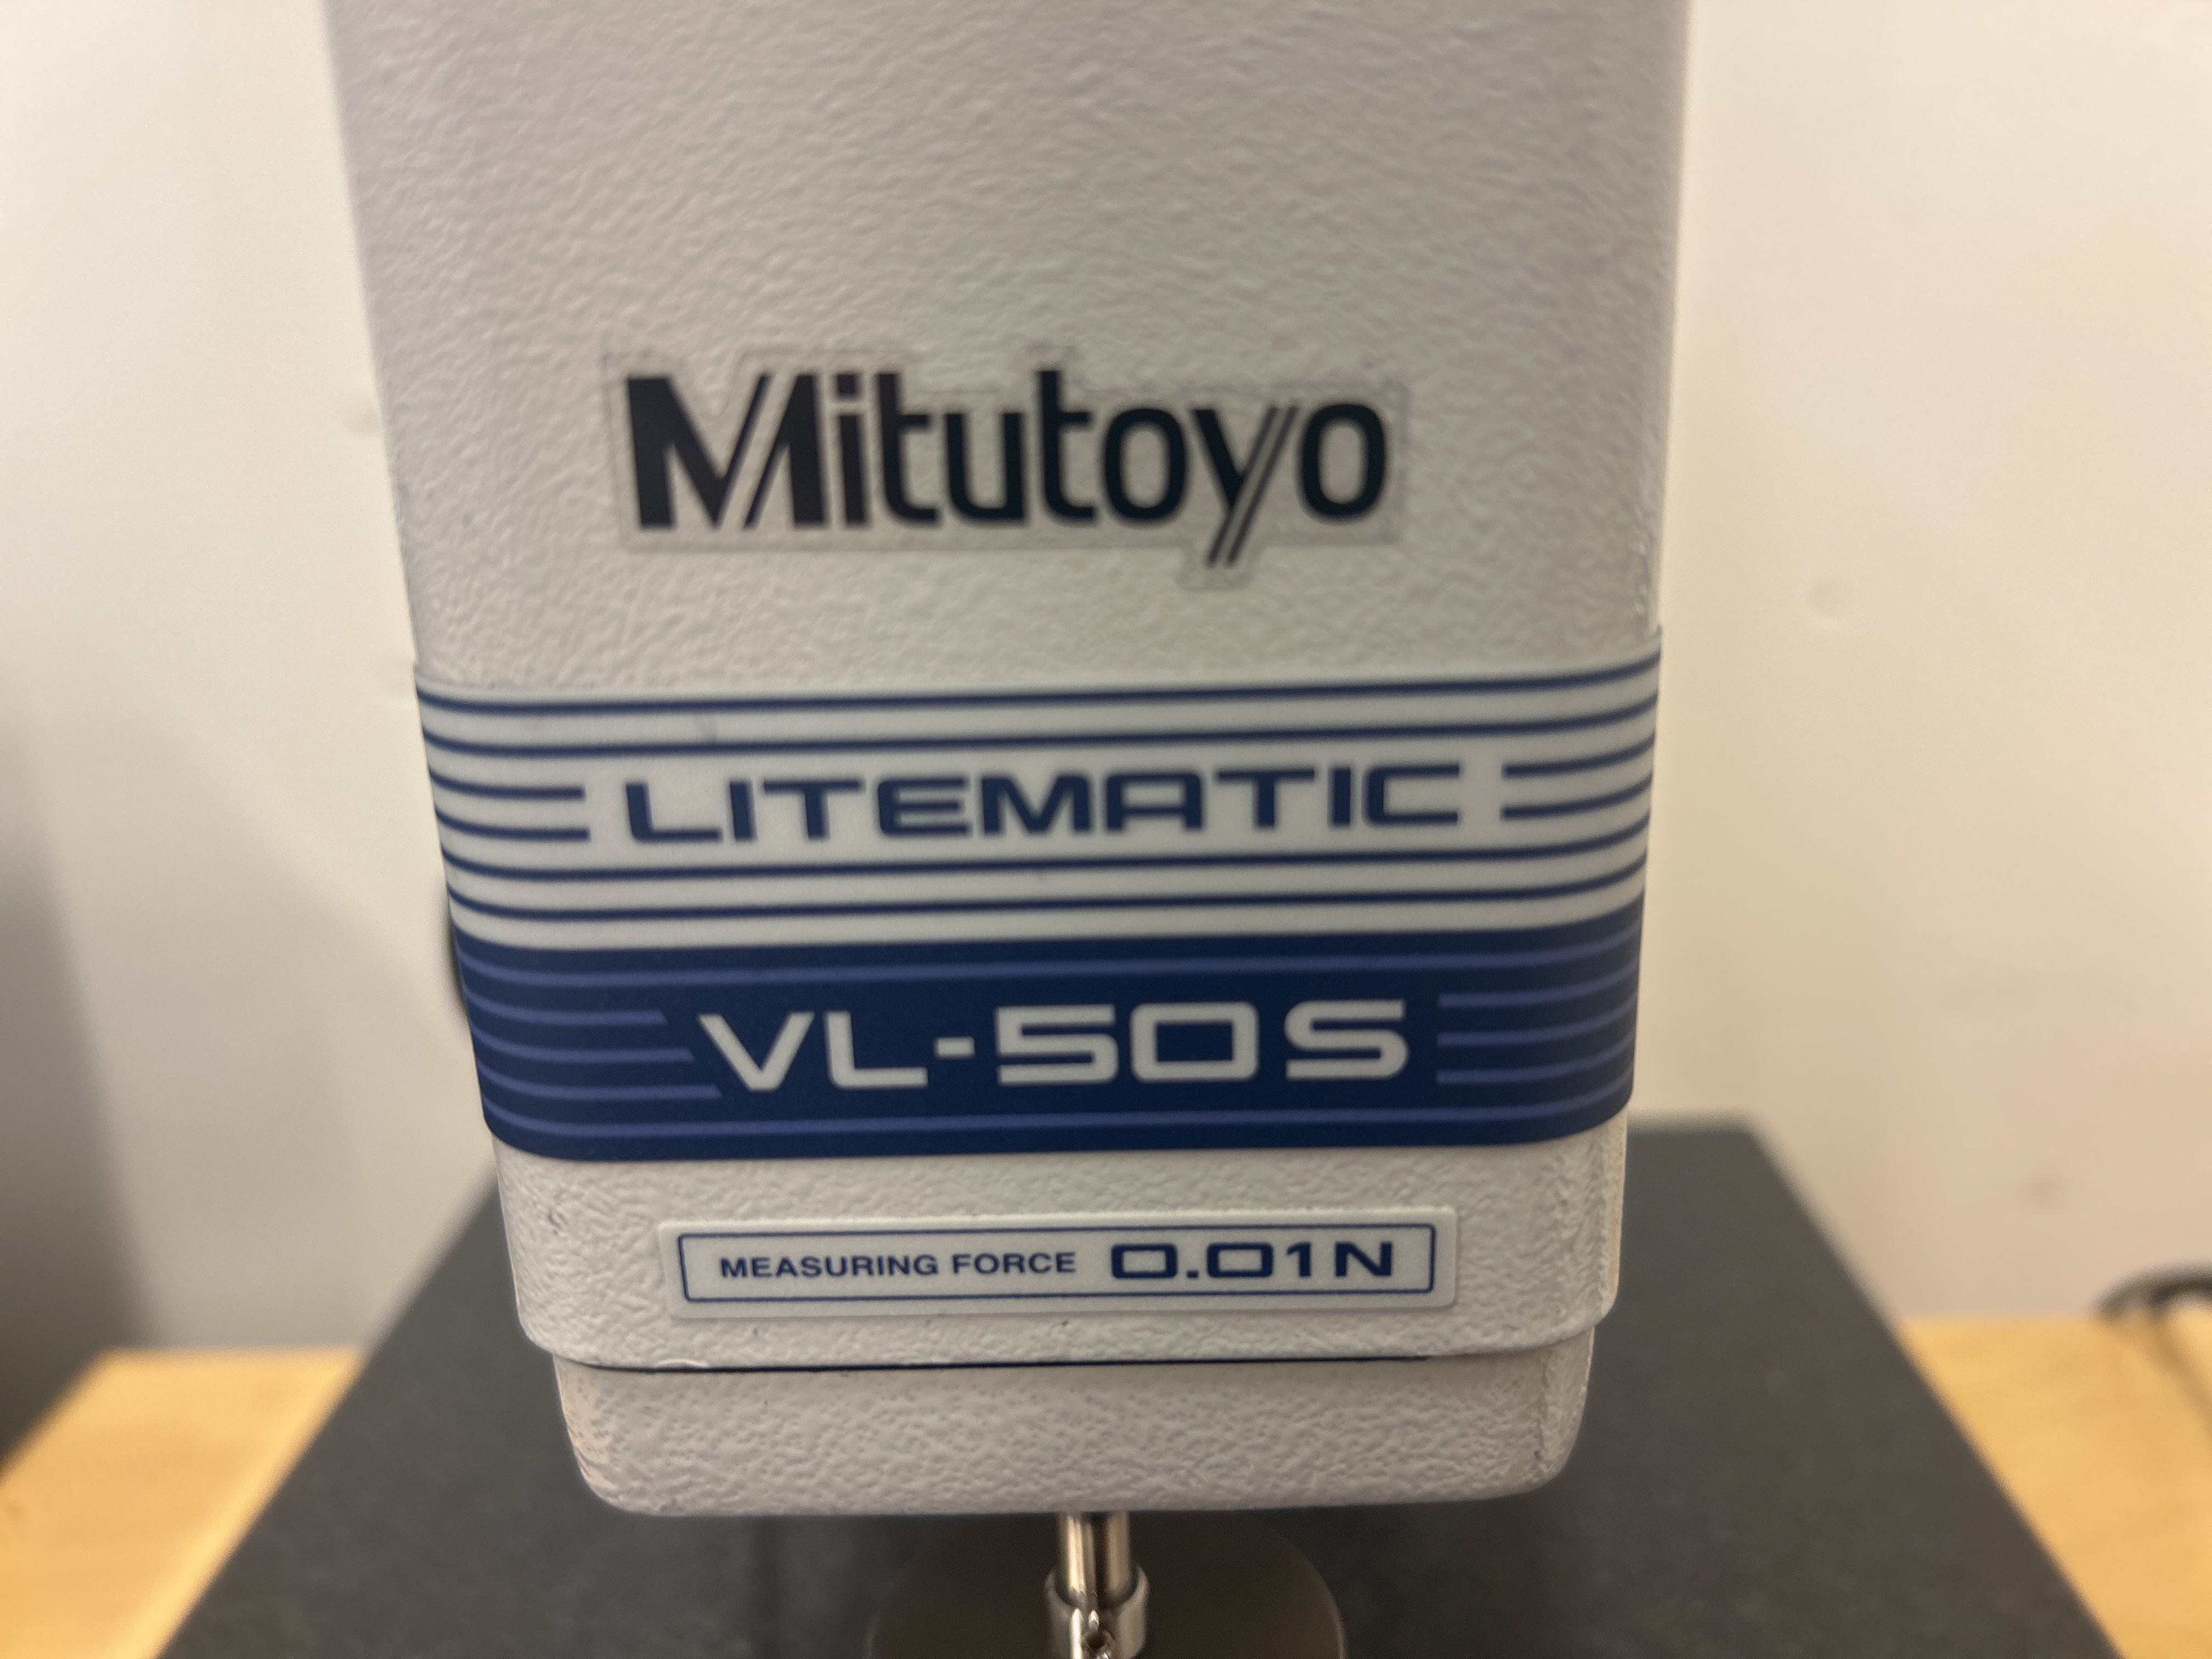 Mitutoyo
LITEMATIC
VL-50S
MEASURING FORCE 0.01N